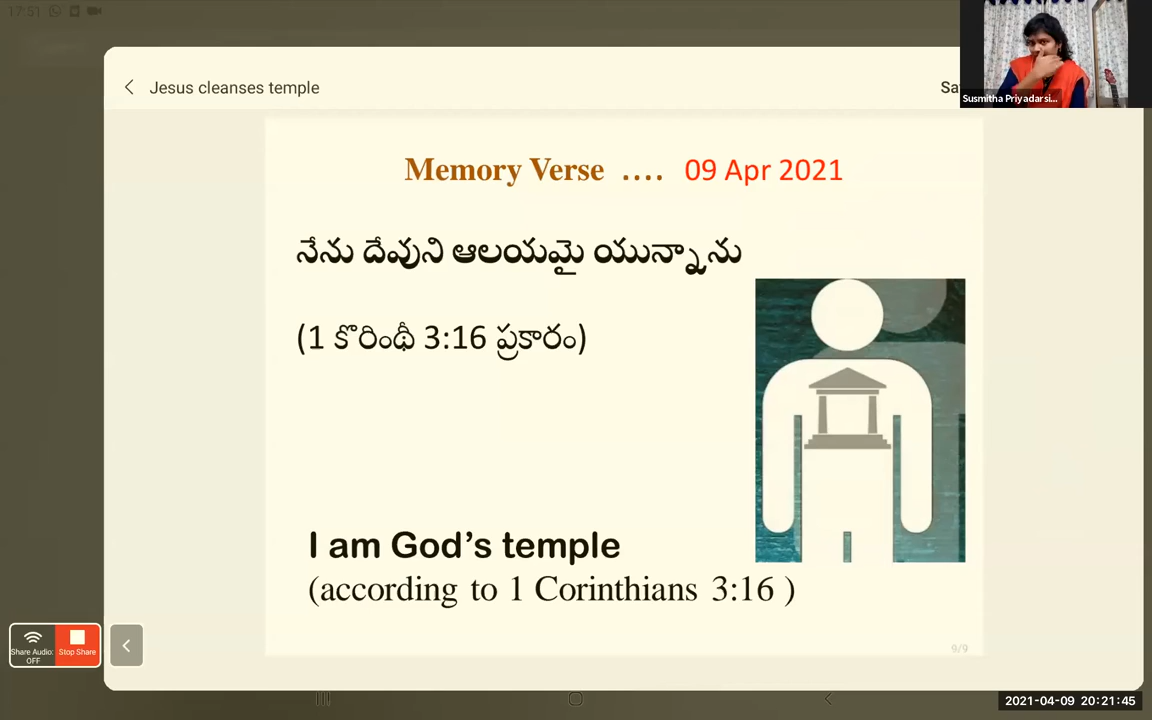 17:51
Jesus cleanses temple
Sa
Susmitha Priyadarsi...
Memory Verse .... 09 Apr 2021
నేను దేవుని ఆలయమై యున్నాను
(1 కొరింథీ 3:16 ప్రకారం)
I am God's temple
(according to 1 Corinthians 3:16 )
9/9
Share Audio: OFF
Stop Share
2021-04-09 20:21:45